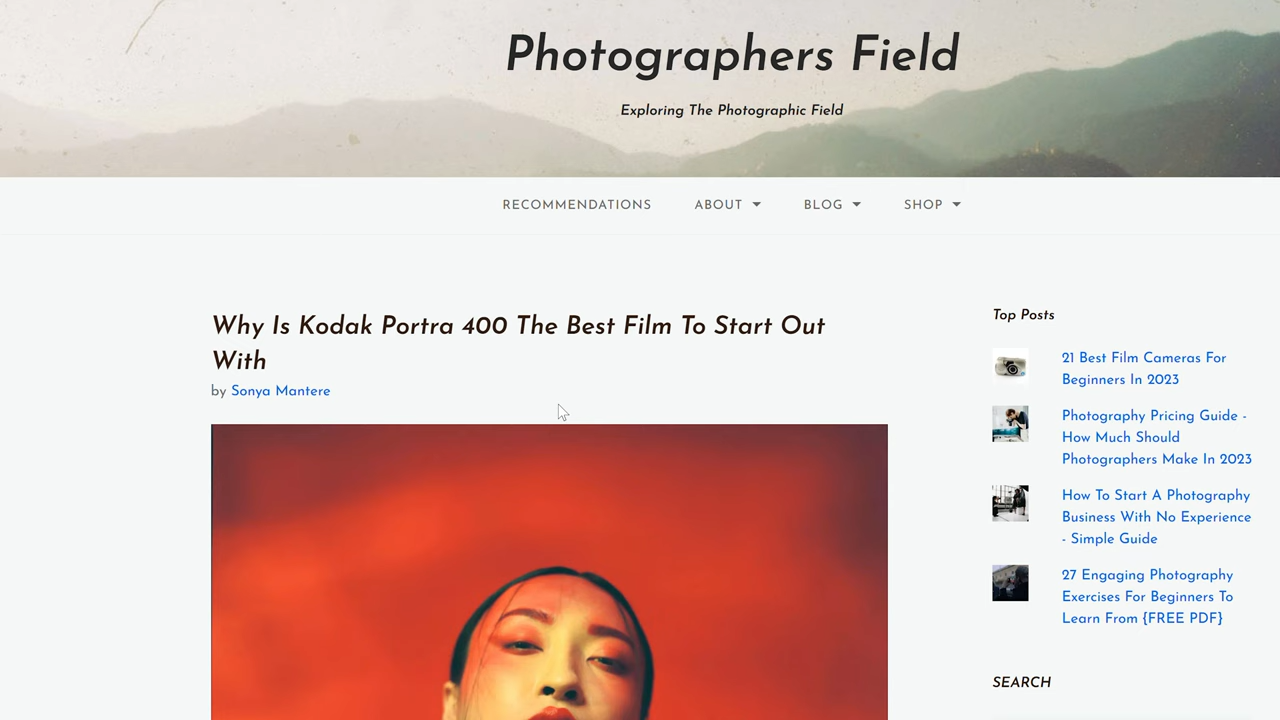 Photographers Field
Exploring The Photographic Field
RECOMMENDATIONS ABOUT BLOG SHOP
Why Is Kodak Portra 400 The Best Film To Start Out
With
by Sonya Mantere
Top Posts
21 Best Film Cameras For
Beginners In 2023
Photography Pricing Guide -
How Much Should
Photographers Make In 2023
How To Start A Photography
Business With No Experience
- Simple Guide
27 Engaging Photography
Exercises For Beginners To
Learn From {FREE PDF}
SEARCH